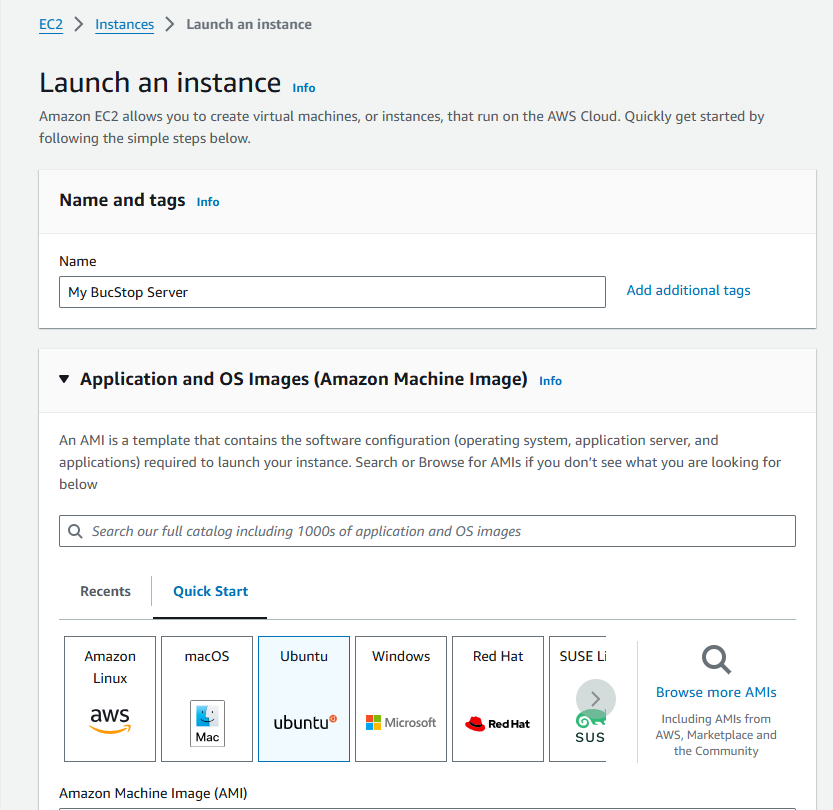 EC2 > Instances > Launch an instance
Launch an instance Info
Amazon EC2 allows you to create virtual machines, or instances, that run on the AWS Cloud. Quickly get started by
following the simple steps below.
Name and tags Info
Name
My BucStop Server
Add additional tags
Application and OS Images (Amazon Machine Image) Info
An AMI is a template that contains the software configuration (operating system, application server, and
applications) required to launch your instance. Search or Browse for AMIs if you don’t see what you are looking for
below
Search our full catalog including 1000s of application and OS images
Recents
Quick Start
Amazon
Linux
aws
macOS
Mac
Ubuntu
ubuntu
Windows
Microsoft
Red Hat
Red Hat
SUSE Li
SUS
Browse more AMIs
Including AMIs from
AWS, Marketplace and
the Community
Amazon Machine Image (AMI)